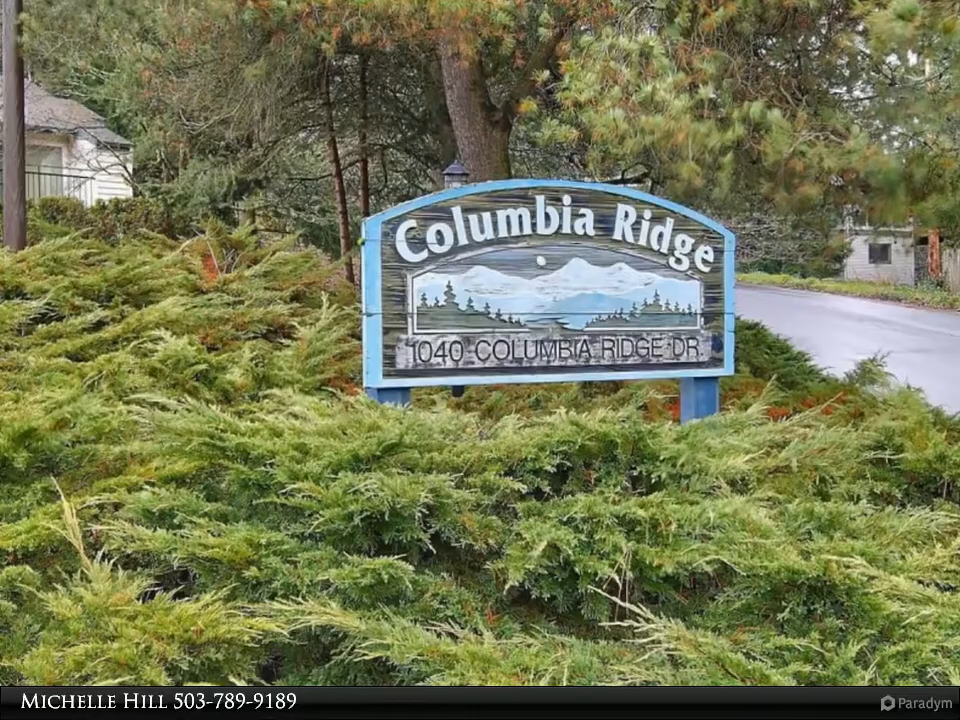 Columbia Ridge
1040 COLUMBIA RIDGE DR.
MICHELLE HILL 503-789-9189
Paradym